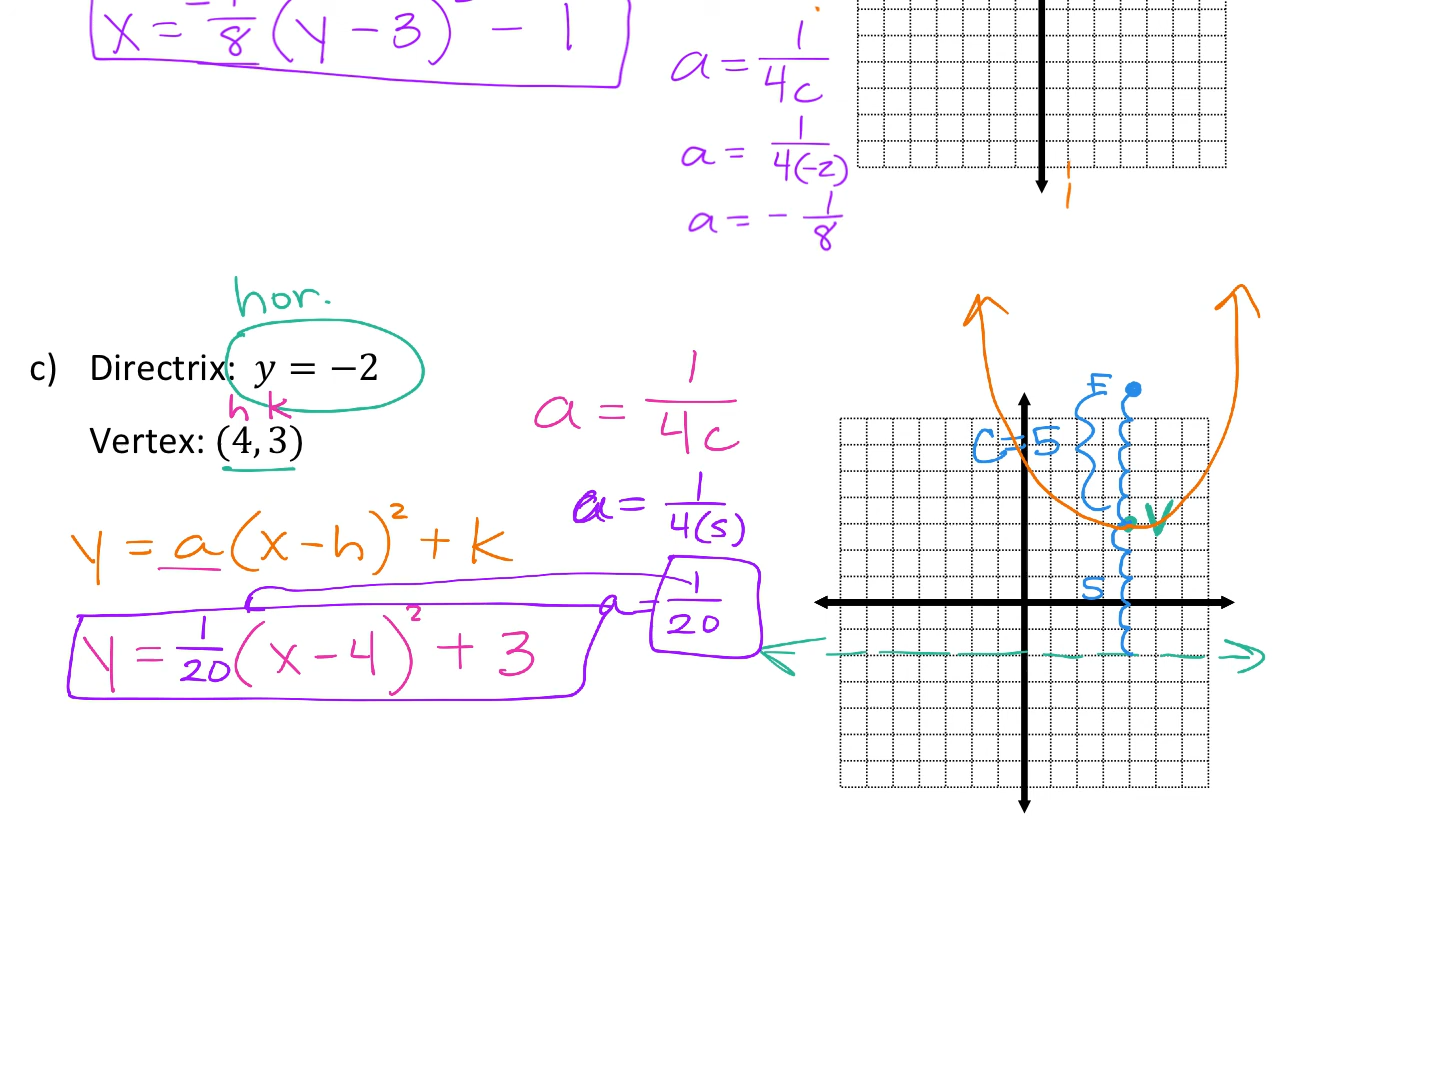 x = -1/8 (y - 3)² - 1
a = 1/4c
a = 1/4(-2)
a = - 1/8
hor.
c) Directrix: y = −2
h k
Vertex: (4, 3)
a = 1/4c
a = 1/4(5)
a = 1/20
y = a(x-h)² + k
y = 1/20 (x-4)² + 3
F
C=5
V
5